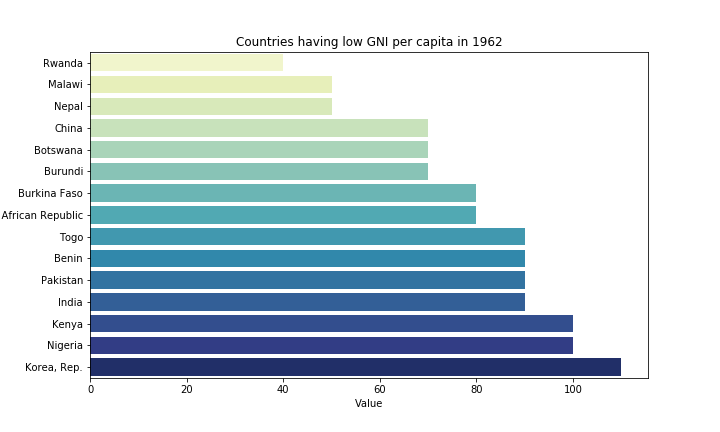 Countries having low GNI per capita in 1962
Rwanda
Malawi
Nepal
China
Botswana
Burundi
Burkina Faso
African Republic
Togo
Benin
Pakistan
India
Kenya
Nigeria
Korea, Rep.
0 20 40 60 80 100
Value